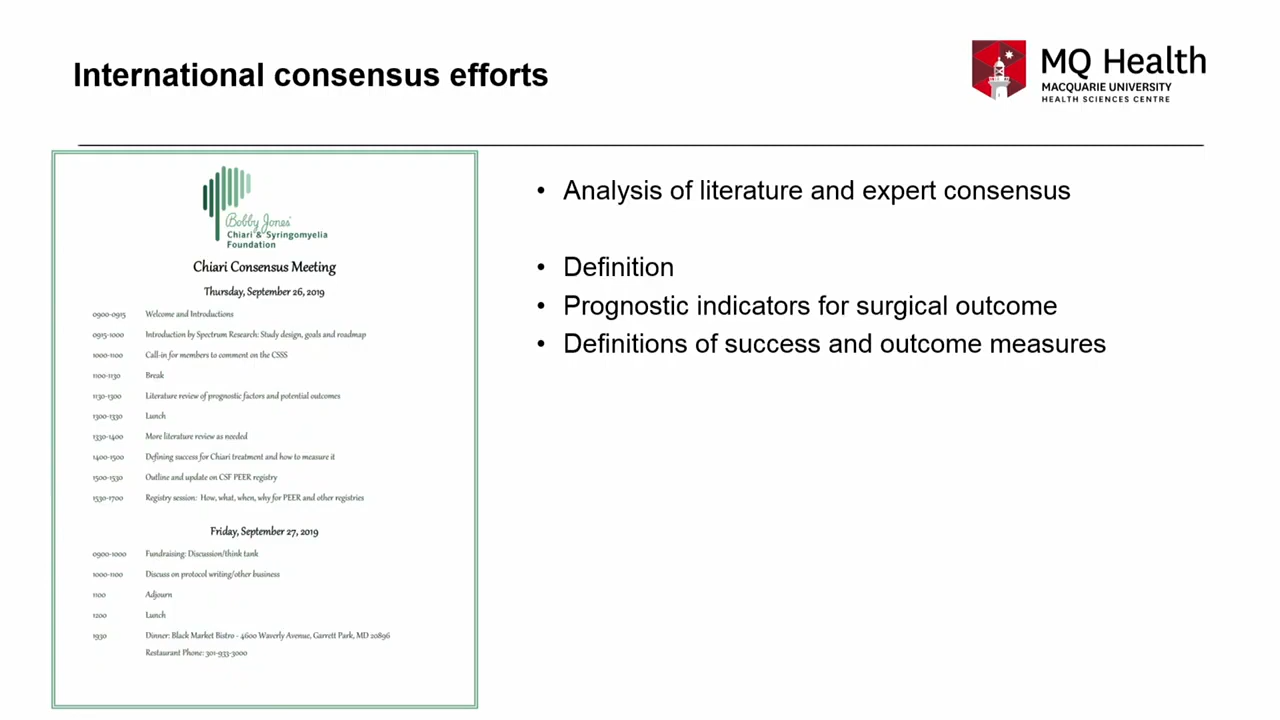 International consensus efforts
MQ Health
MACQUARIE UNIVERSITY
HEALTH SCIENCES CENTRE
Bobby Jones
Chiari & Syringomyelia
Foundation
Chiari Consensus Meeting
Thursday, September 26, 2019
0900-0915 Welcome and Introductions
0915-1000 Introduction by Spectrum Research: Study design, goals and roadmap
1000-1100 Call-in for members to comment on the CSSS
1100-1130 Break
1130-1300 Literature review of prognostic factors and potential outcomes
1300-1330 Lunch
1330-1400 More literature review as needed
1400-1500 Defining success for Chiari treatment and how to measure it
1500-1530 Outline and update on CSF PEER registry
1530-1700 Registry session: How, what, when, why for PEER and other registries
Friday, September 27, 2019
0900-1000 Fundraising: Discussion/think tank
1000-1100 Discuss on protocol writing/other business
1100 Adjourn
1200 Lunch
1930 Dinner: Black Market Bistro - 4600 Waverly Avenue, Garrett Park, MD 20896
Restaurant Phone: 301-933-3000
• Analysis of literature and expert consensus
• Definition
• Prognostic indicators for surgical outcome
• Definitions of success and outcome measures